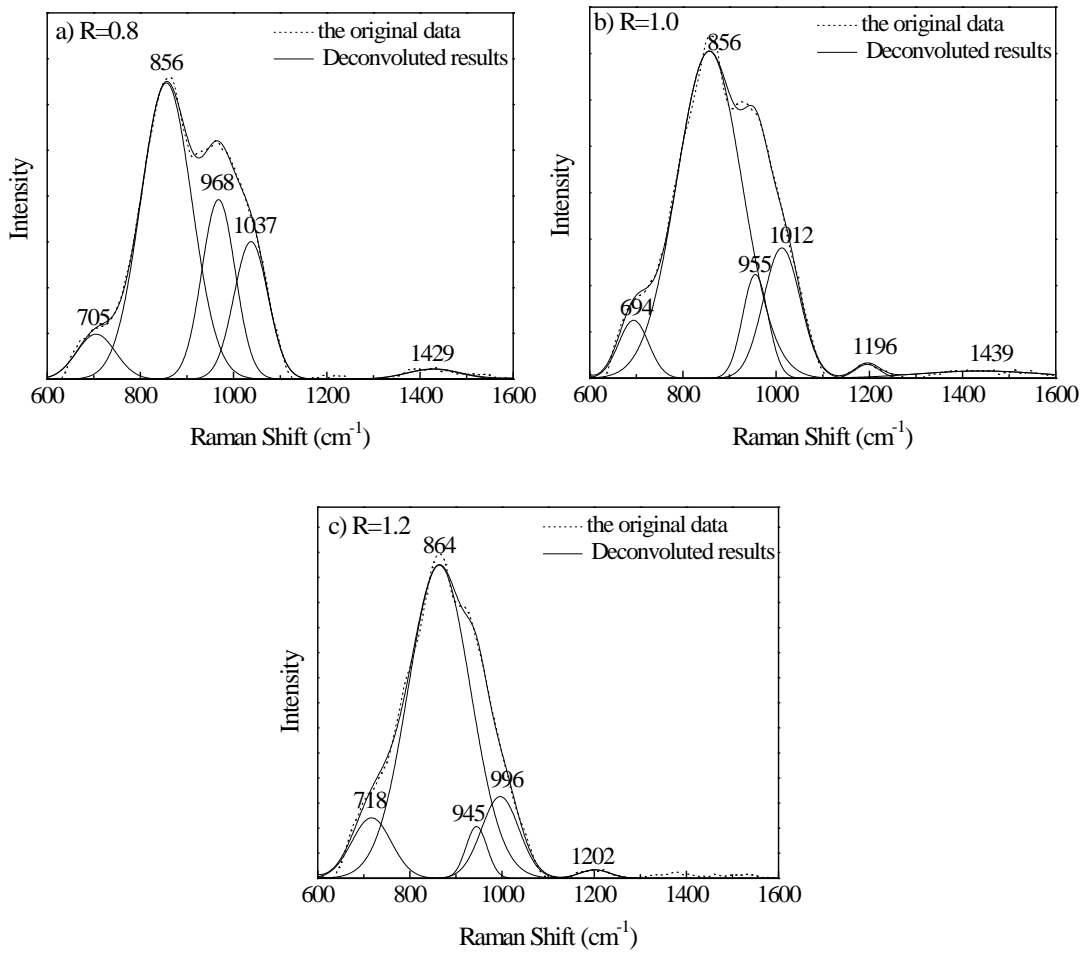 a) R=0.8
the original data
Deconvoluted results
856
968
1037
705
1429
Intensity
600 800 1000 1200 1400 1600
Raman Shift (cm-1)
b) R=1.0
the original data
Deconvoluted results
856
1012
955
694
1196
1439
Intensity
600 800 1000 1200 1400 1600
Raman Shift (cm-1)
c) R=1.2
the original data
Deconvoluted results
864
996
945
718
1202
Intensity
600 800 1000 1200 1400 1600
Raman Shift (cm-1)